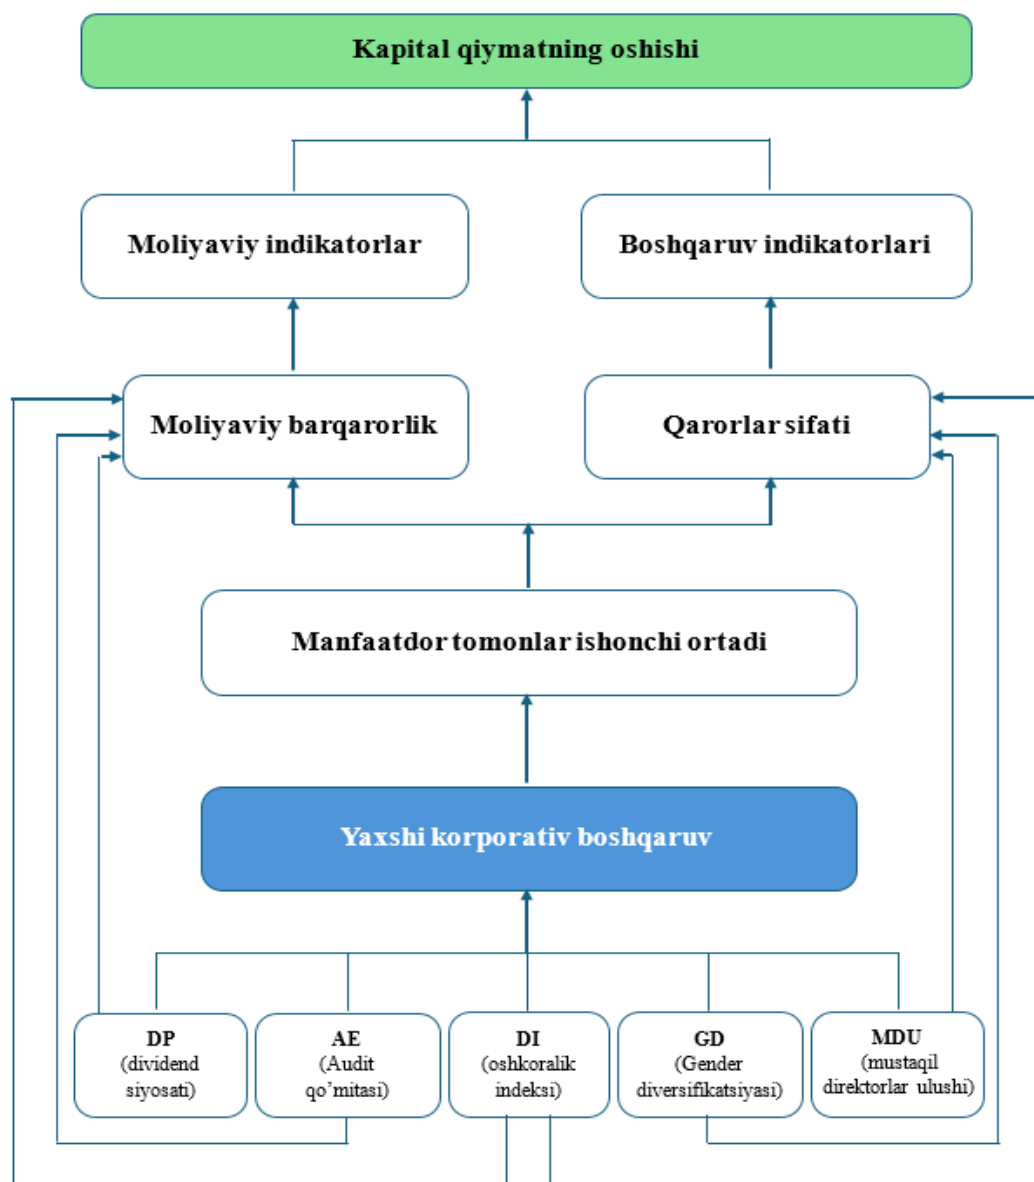 Kapital qiymatning oshishi
Moliyaviy indikatorlar
Boshqaruv indikatorlari
Moliyaviy barqarorlik
Qarorlar sifati
Manfaatdor tomonlar ishonchi ortadi
Yaxshi korporativ boshqaruv
DP
(dividend
siyosati)
AE
(Audit
qo’mitasi)
DI
(oshkoralik
indeksi)
GD
(Gender
diversifikatsiyasi)
MDU
(mustaqil
direktorlar ulushi)